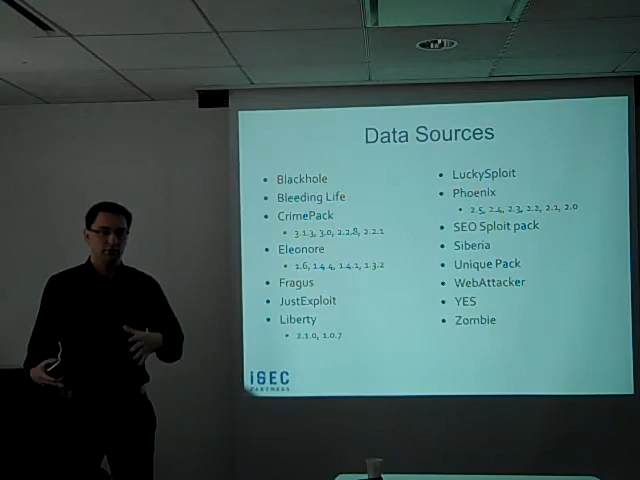 Data Sources
• Blackhole
• Bleeding Life
• CrimePack
• 3.1.3, 3.0, 2.2.8, 2.2.1
• Eleonore
• 1.6, 1.4.4, 1.4.1, 1.3.2
• Fragus
• JustExploit
• Liberty
• 2.1.0, 1.0.7
• LuckySploit
• Phoenix
• 2.5, 2.4, 2.3, 2.2, 2.1, 2.0
• SEO Sploit pack
• Siberia
• Unique Pack
• WebAttacker
• YES
• Zombie
iSEC
PARTNERS